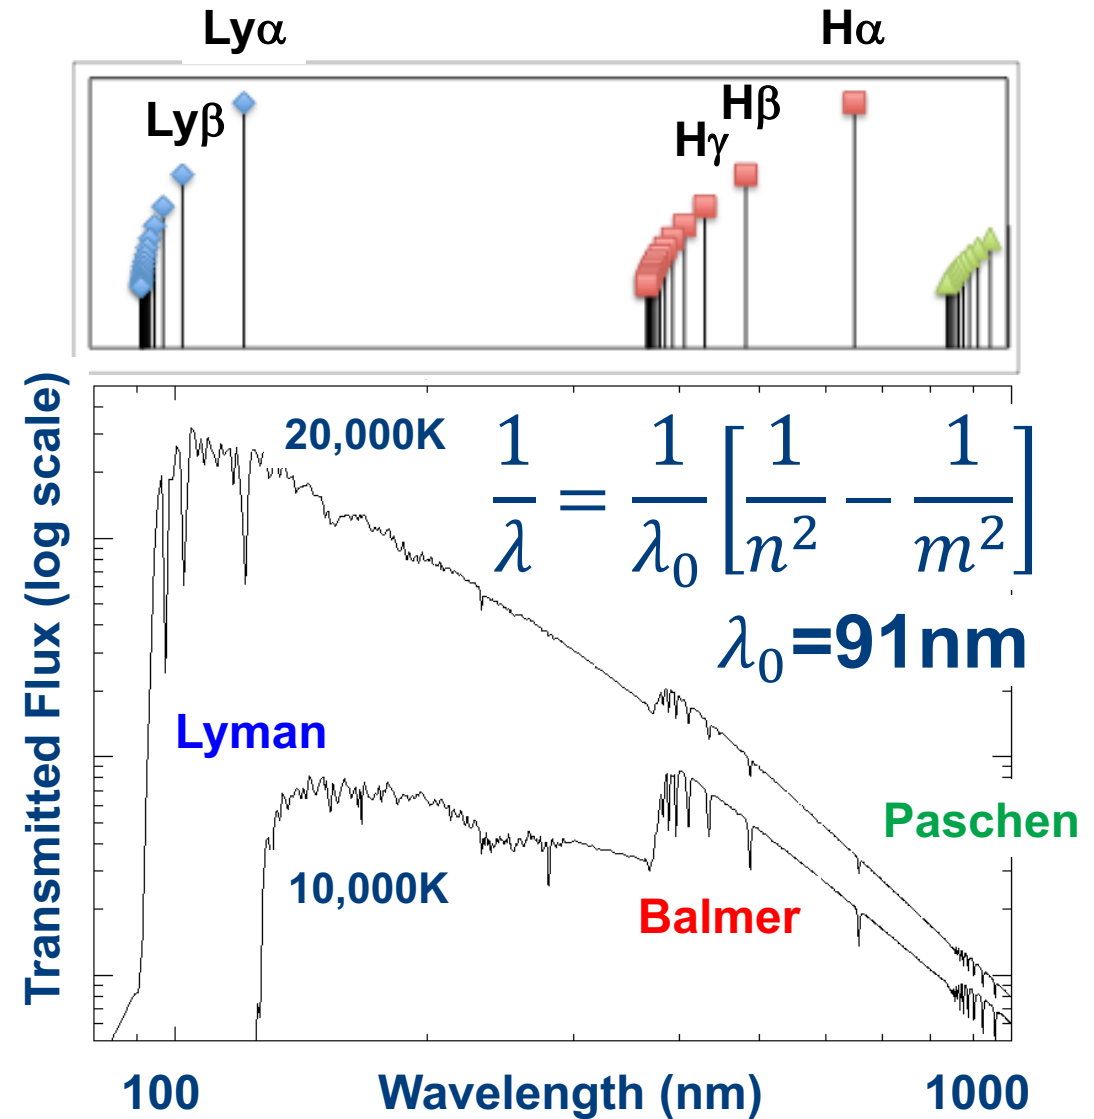 Lyα
Hα
Lyβ
Hβ
Hγ
20,000K
1/λ = 1/λ₀ [1/n² − 1/m²]
λ₀=91nm
Transmitted Flux (log scale)
Lyman
Paschen
10,000K
Balmer
100
Wavelength (nm)
1000